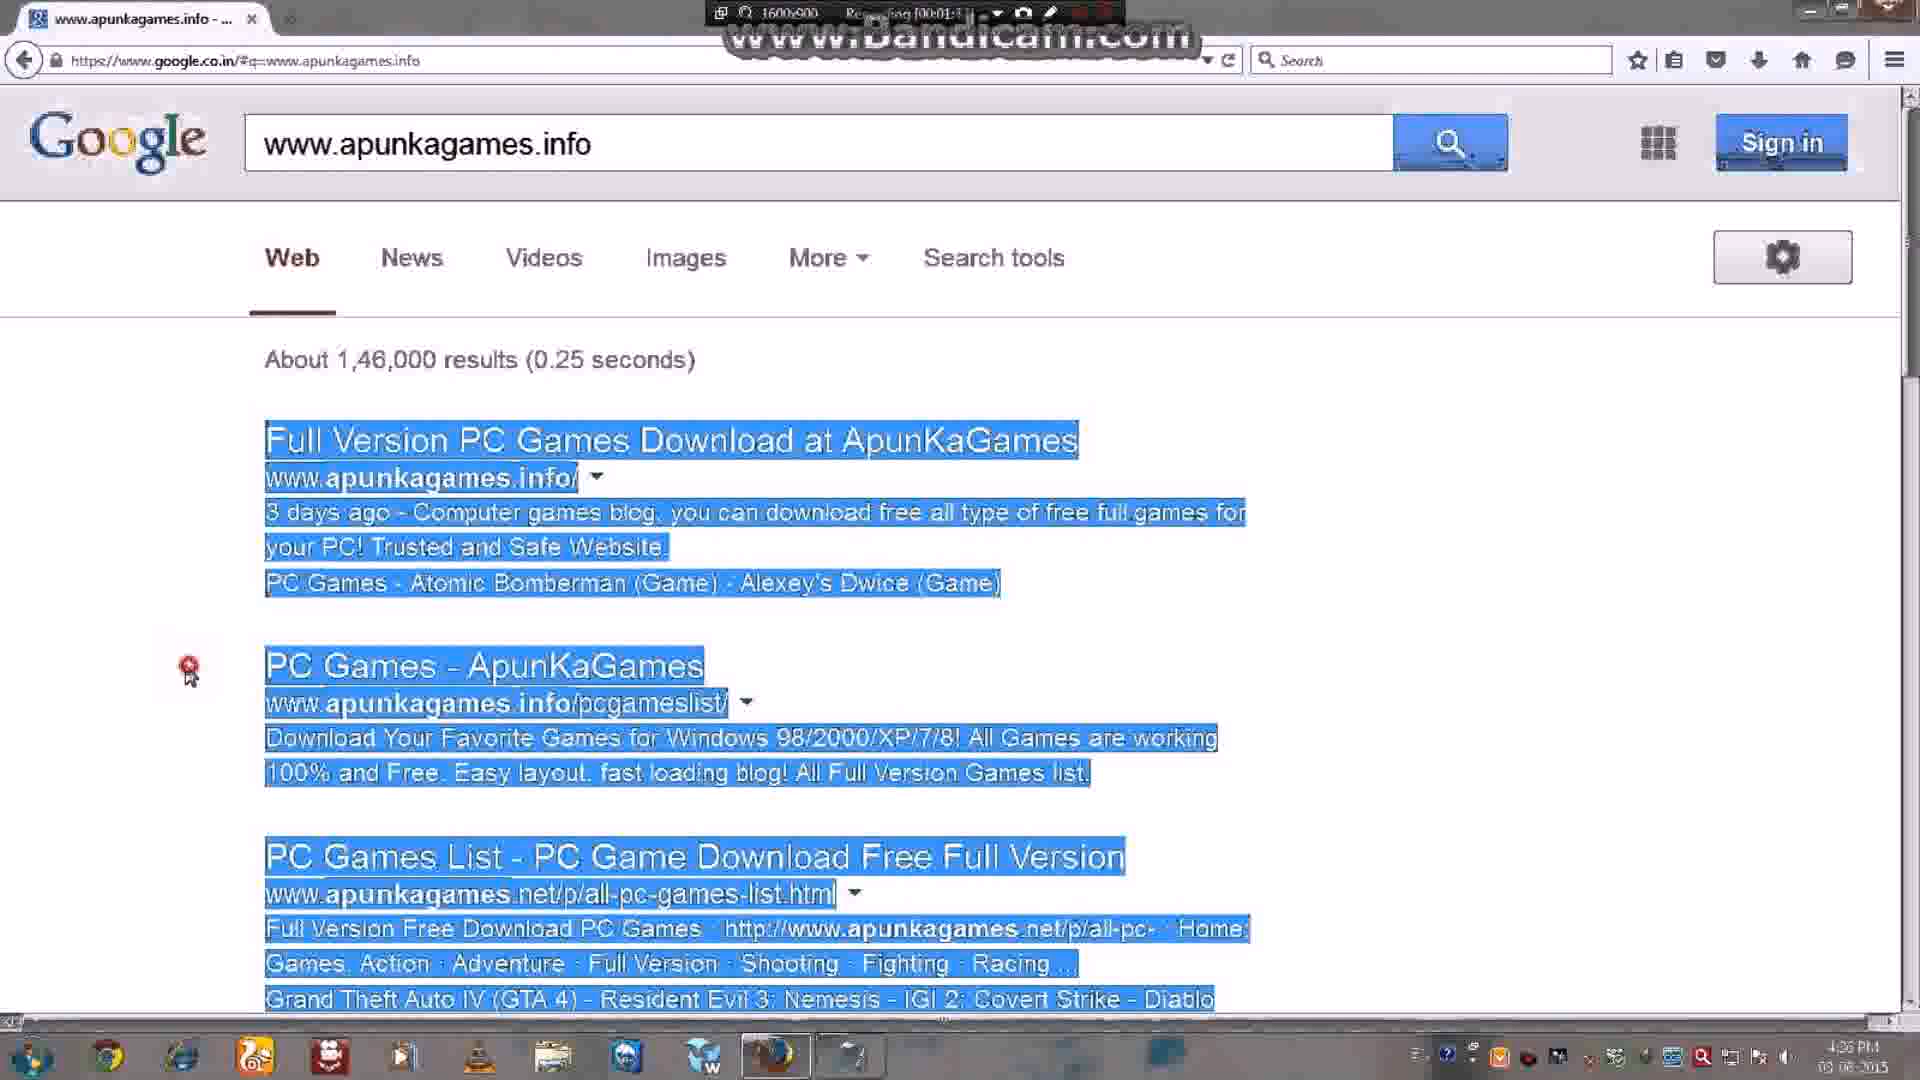 www.apunkagames.info - ...
1600x900 Recording
www.Bandicam.com
https://www.google.co.in/#q=www.apunkagames.info
Search
Google
www.apunkagames.info
Sign in
Web News Videos Images More Search tools
About 1,46,000 results (0.25 seconds)
Full Version PC Games Download at ApunKaGames
www.apunkagames.info/
3 days ago - Computer games blog, you can download free all type of free full games for
your PC! Trusted and Safe Website.
PC Games - Atomic Bomberman (Game) - Alexey's Dwice (Game)
PC Games - ApunKaGames
www.apunkagames.info/pcgameslist/
Download Your Favorite Games for Windows 98/2000/XP/7/8! All Games are working
100% and Free. Easy layout, fast loading blog! All Full Version Games list.
PC Games List - PC Game Download Free Full Version
www.apunkagames.net/p/all-pc-games-list.html
Full Version Free Download PC Games · http://www.apunkagames.net/p/all-pc- · Home;
Games. Action · Adventure · Full Version · Shooting · Fighting · Racing ...
Grand Theft Auto IV (GTA 4) - Resident Evil 3: Nemesis - IGI 2: Covert Strike - Diablo